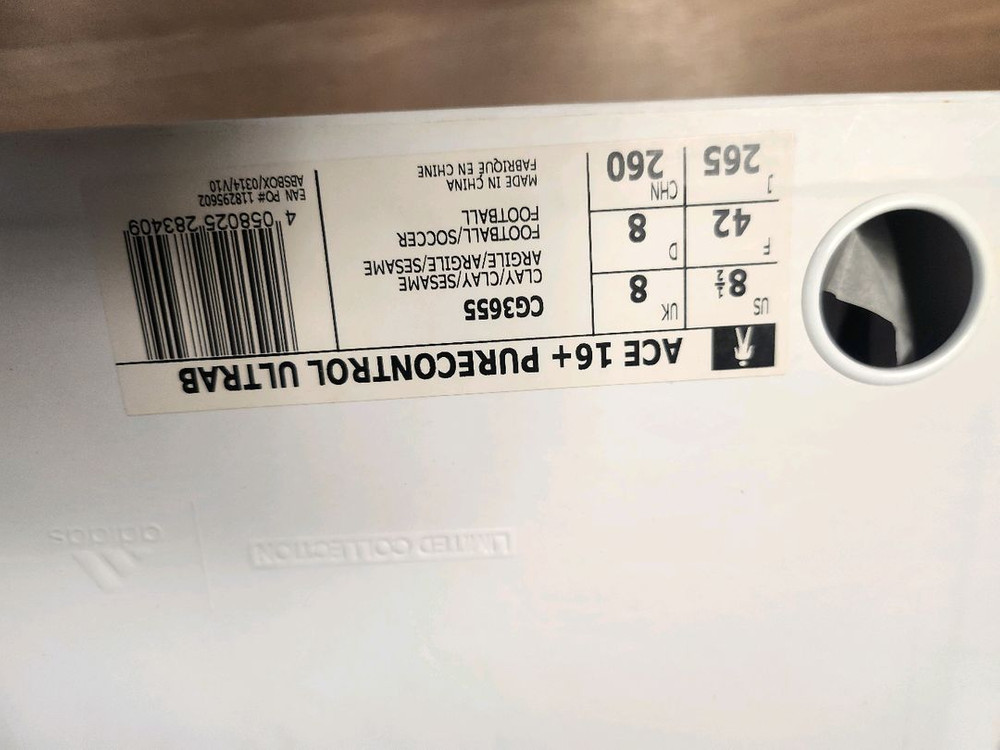 ACE 16+ PURECONTROL ULTRAB
US
8½
UK
8
F
42
D
8
J
265
CHN
260
CG3655
CLAY/CLAY/SESAME
ARGILE/ARGILE/SESAME
FOOTBALL/SOCCER
FOOTBALL
MADE IN CHINA
FABRIQUÉ EN CHINE
4 058025 283409
EAN PO# 118295602
ABSBOX/0314/V10
LIMITED COLLECTION
adidas